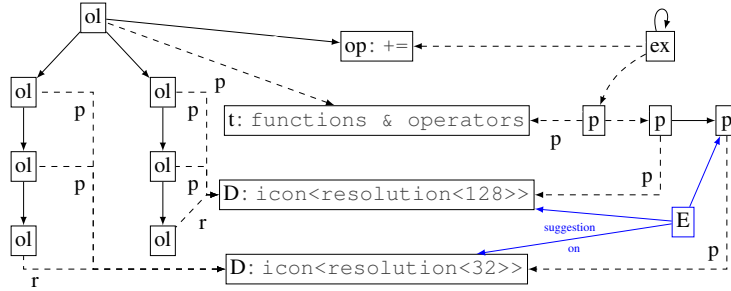 ol
op: +=
ex
ol
p
ol
p
p
t: functions & operators
p
p
p
p
ol
p
ol
p
D: icon<resolution<128>>
p
ol
ol
r
suggestion
E
on
r
D: icon<resolution<32>>
p